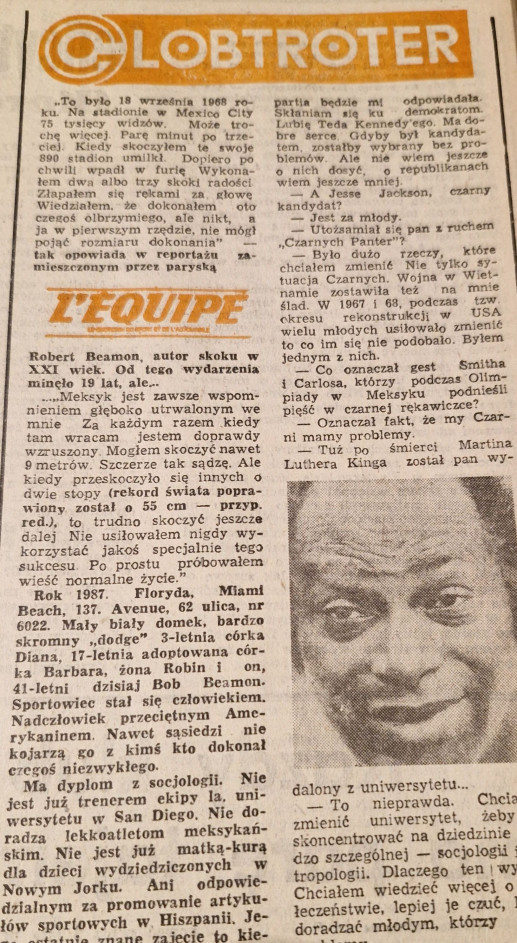 GLOBTROTER
„To było 18 września 1968 ro-
ku. Na stadionie w Mexico City
75 tysięcy widzów. Może tro-
chę więcej. Parę minut po trze-
ciej. Kiedy skoczyłem te swoje
890 stadion umilkł. Dopiero po
chwili wpadł w furię Wykona-
łem dwa albo trzy skoki radości.
Złapałem się rękami za głowę
Wiedziałem, że dokonałem oto
czegoś olbrzymiego, ale nikt, a
ja w pierwszym rzędzie, nie mógł
pojąć rozmiaru dokonania" —
tak opowiada w reportażu za-
mieszczonym przez paryską
L'EQUIPE
Robert Beamon, autor skoku w
XXI wiek. Od tego wydarzenia
minęło 19 lat, ale...
...„Meksyk jest zawsze wspom-
nieniem głęboko utrwalonym we
mnie Za każdym razem kiedy
tam wracam jestem doprawdy
wzruszony. Mogłem skoczyć nawet
9 metrów. Szczerze tak sądzę. Ale
kiedy przeskoczyło się innych o
dwie stopy (rekord świata popra-
wiony został o 55 cm — przyp.
red.), to trudno skoczyć jeszcze
dalej Nie usiłowałem nigdy wy-
korzystać jakoś specjalnie tego
sukcesu. Po prostu próbowałem
wieść normalne życie."
Rok 1987. Floryda, Miami
Beach, 137. Avenue, 62 ulica, nr
6022. Mały biały domek, bardzo
skromny „dodge" 3-letnia córka
Diana, 17-letnia adoptowana cór-
ka Barbara, żona Robin i on,
41-letni dzisiaj Bob Beamon.
Sportowiec stał się człowiekiem.
Nadczłowiek przeciętnym Ame-
rykaninem. Nawet sąsiedzi nie
kojarzą go z kimś kto dokonał
czegoś niezwykłego.
Ma dyplom z socjologii. Nie
jest już trenerem ekipy la. uni-
wersytetu w San Diego. Nie do-
radza lekkoatletom meksykań-
skim. Nie jest już matką-kurą
dla dzieci wydziedziczonych w
Nowym Jorku. Ani odpowie-
dzialnym za promowanie artyku-
łów sportowych w Hiszpanii. Je-
ostatnie znane zajęcie to kie-
partia będzie mi odpowiadała.
Skłaniam się ku demokratom.
Lubię Teda Kennedy'ego. Ma do-
bre serce. Gdyby był kandyda-
tem, zostałby wybrany bez pro-
blemów. Ale nie wiem jeszcze
o nich dosyć, o republikanach
wiem jeszcze mniej.
— A Jesse Jackson, czarny
kandydat?
— Jest za młody.
— Utożsamiał się pan z ruchem
„Czarnych Panter"?
— Było dużo rzeczy, które
chciałem zmienić Nie tylko sy-
tuacja Czarnych. Wojna w Wiet-
namie zostawiła też na mnie
ślad. W 1967 i 68, podczas tzw.
okresu rekonstrukcji w USA
wielu młodych usiłowało zmienić
to co im się nie podobało. Byłem
jednym z nich.
— Co oznaczał gest Smitha
i Carlosa, którzy podczas Olim-
piady w Meksyku podnieśli
pięść w czarnej rękawiczce?
— Oznaczał fakt, że my Czar-
ni mamy problemy.
— Tuż po śmierci Martina
Luthera Kinga został pan wy-
dalony z uniwersytetu...
— To nieprawda. Chcia
zmienić uniwersytet, żeby
skoncentrować na dziedzinie
dzo szczególnej — socjologii i
tropologii. Dlaczego ten wy
Chciałem wiedzieć więcej o
łeczeństwie, lepiej je czuć,
doradzać młodym, którzy